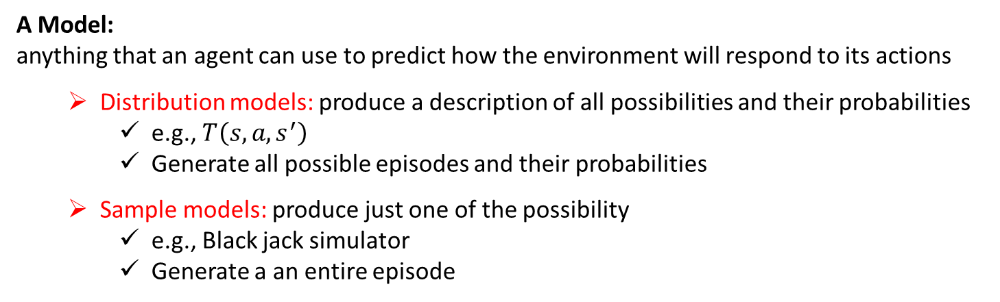 A Model:
anything that an agent can use to predict how the environment will respond to its actions
➢ Distribution models: produce a description of all possibilities and their probabilities
✓ e.g., T(s, a, s′)
✓ Generate all possible episodes and their probabilities
➢ Sample models: produce just one of the possibility
✓ e.g., Black jack simulator
✓ Generate a an entire episode